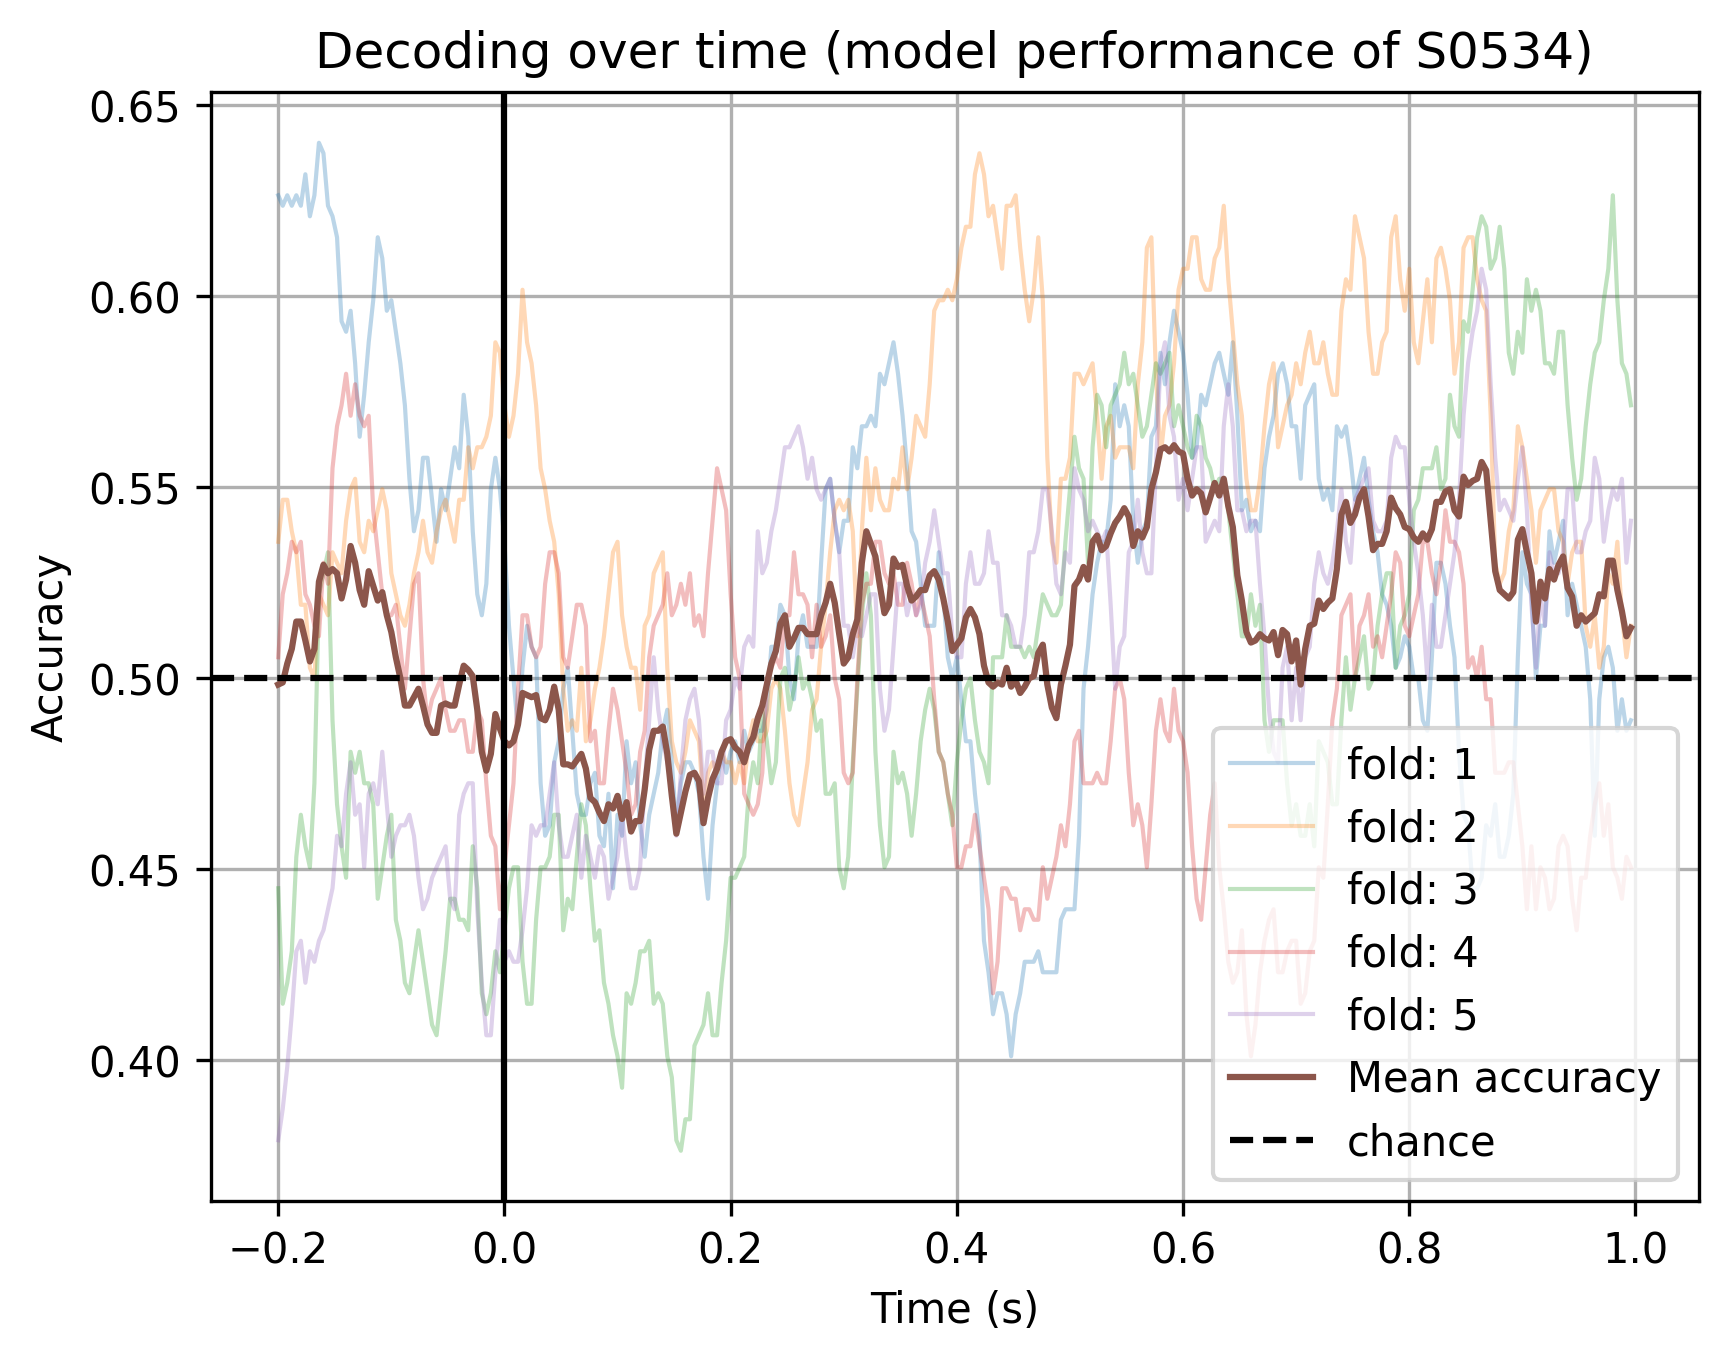 Decoding over time (model performance of S0534)
0.65
0.60
0.55
0.50
0.45
0.40
Accuracy
fold: 1
fold: 2
fold: 3
fold: 4
fold: 5
Mean accuracy
chance
−0.2 0.0 0.2 0.4 0.6 0.8 1.0
Time (s)